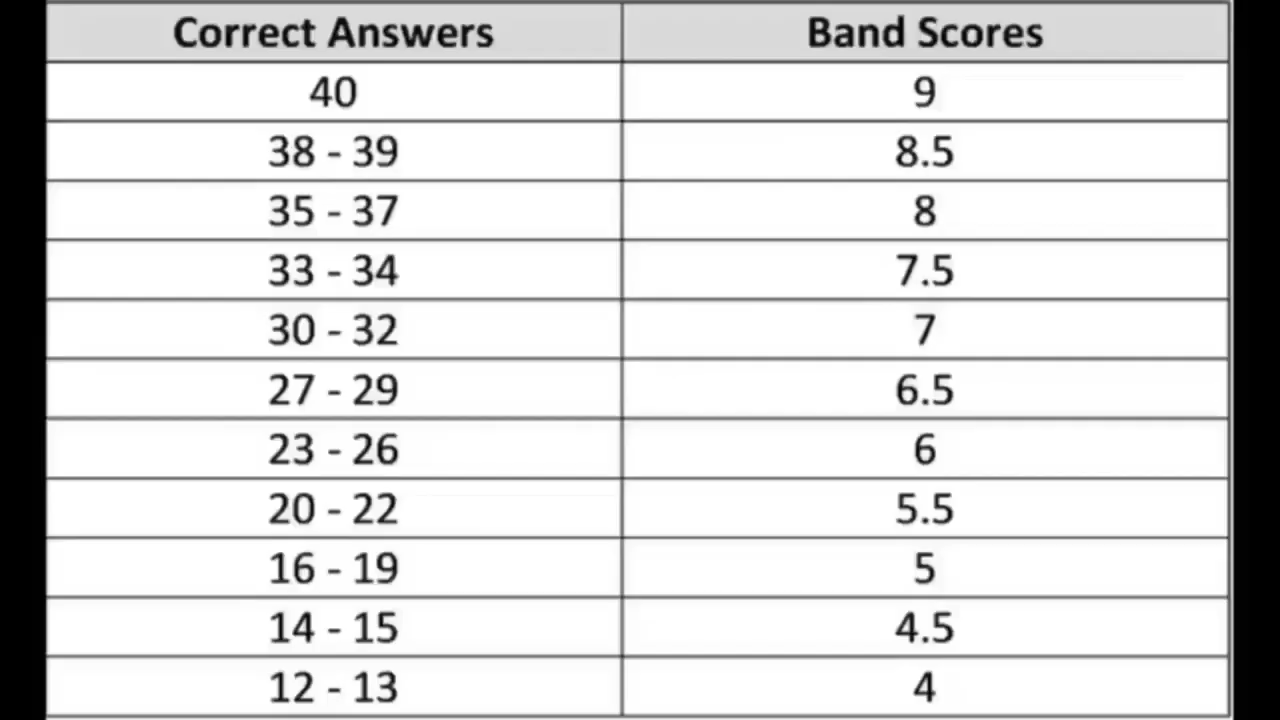 Correct Answers Band Scores
40 9
38 - 39 8.5
35 - 37 8
33 - 34 7.5
30 - 32 7
27 - 29 6.5
23 - 26 6
20 - 22 5.5
16 - 19 5
14 - 15 4.5
12 - 13 4